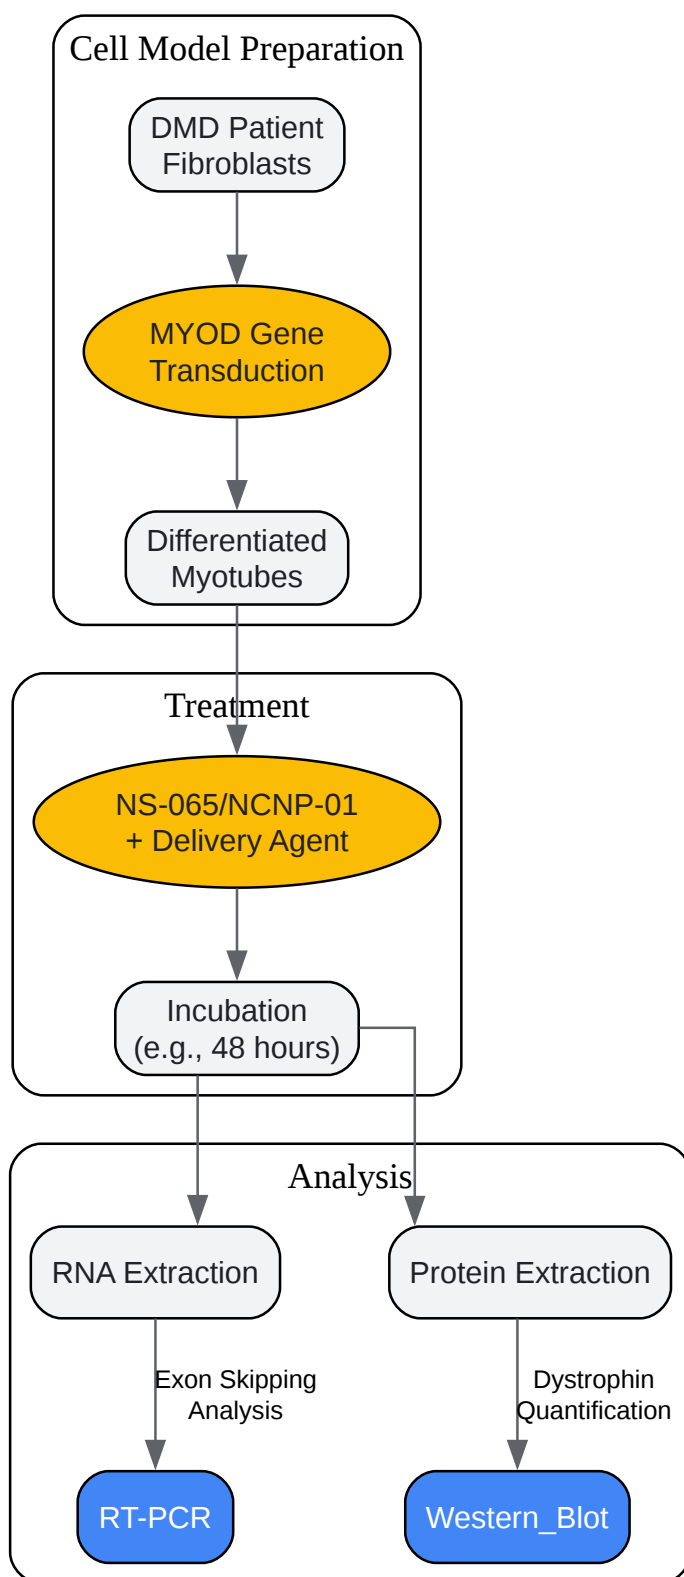 Cell Model Preparation
DMD Patient
Fibroblasts
MYOD Gene
Transduction
Differentiated
Myotubes
Treatment
NS-065/NCNP-01
+ Delivery Agent
Incubation
(e.g., 48 hours)
Analysis
RNA Extraction
Protein Extraction
Exon Skipping
Analysis
Dystrophin
Quantification
RT-PCR
Western_Blot